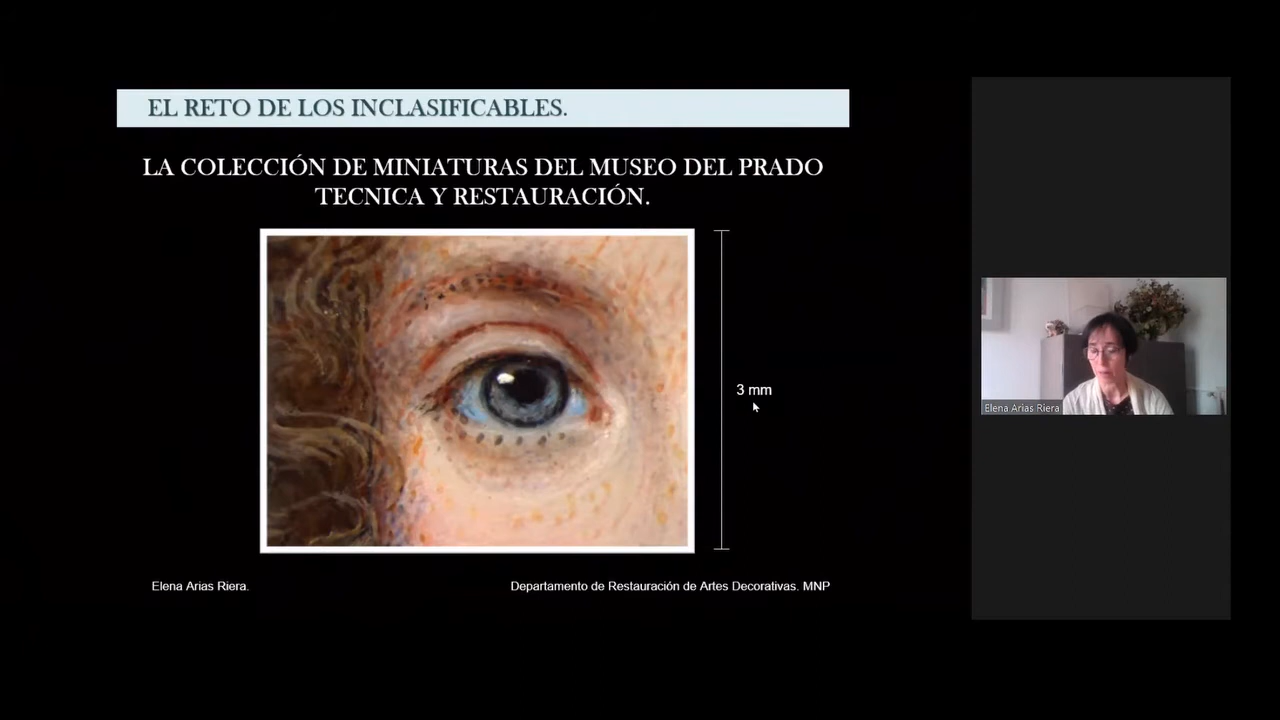 EL RETO DE LOS INCLASIFICABLES.
LA COLECCIÓN DE MINIATURAS DEL MUSEO DEL PRADO
TECNICA Y RESTAURACIÓN.
3 mm
Elena Arias Riera
Elena Arias Riera.
Departamento de Restauración de Artes Decorativas. MNP